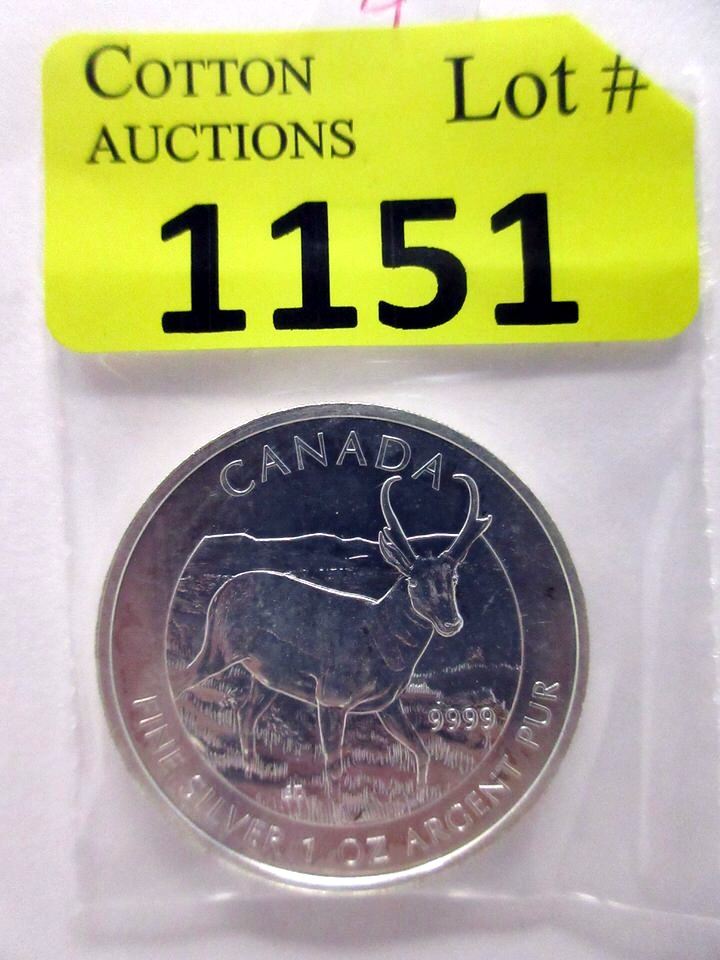 COTTON
AUCTIONS
Lot #
1151
CANADA
9999
FINE SILVER 1 OZ ARGENT PUR